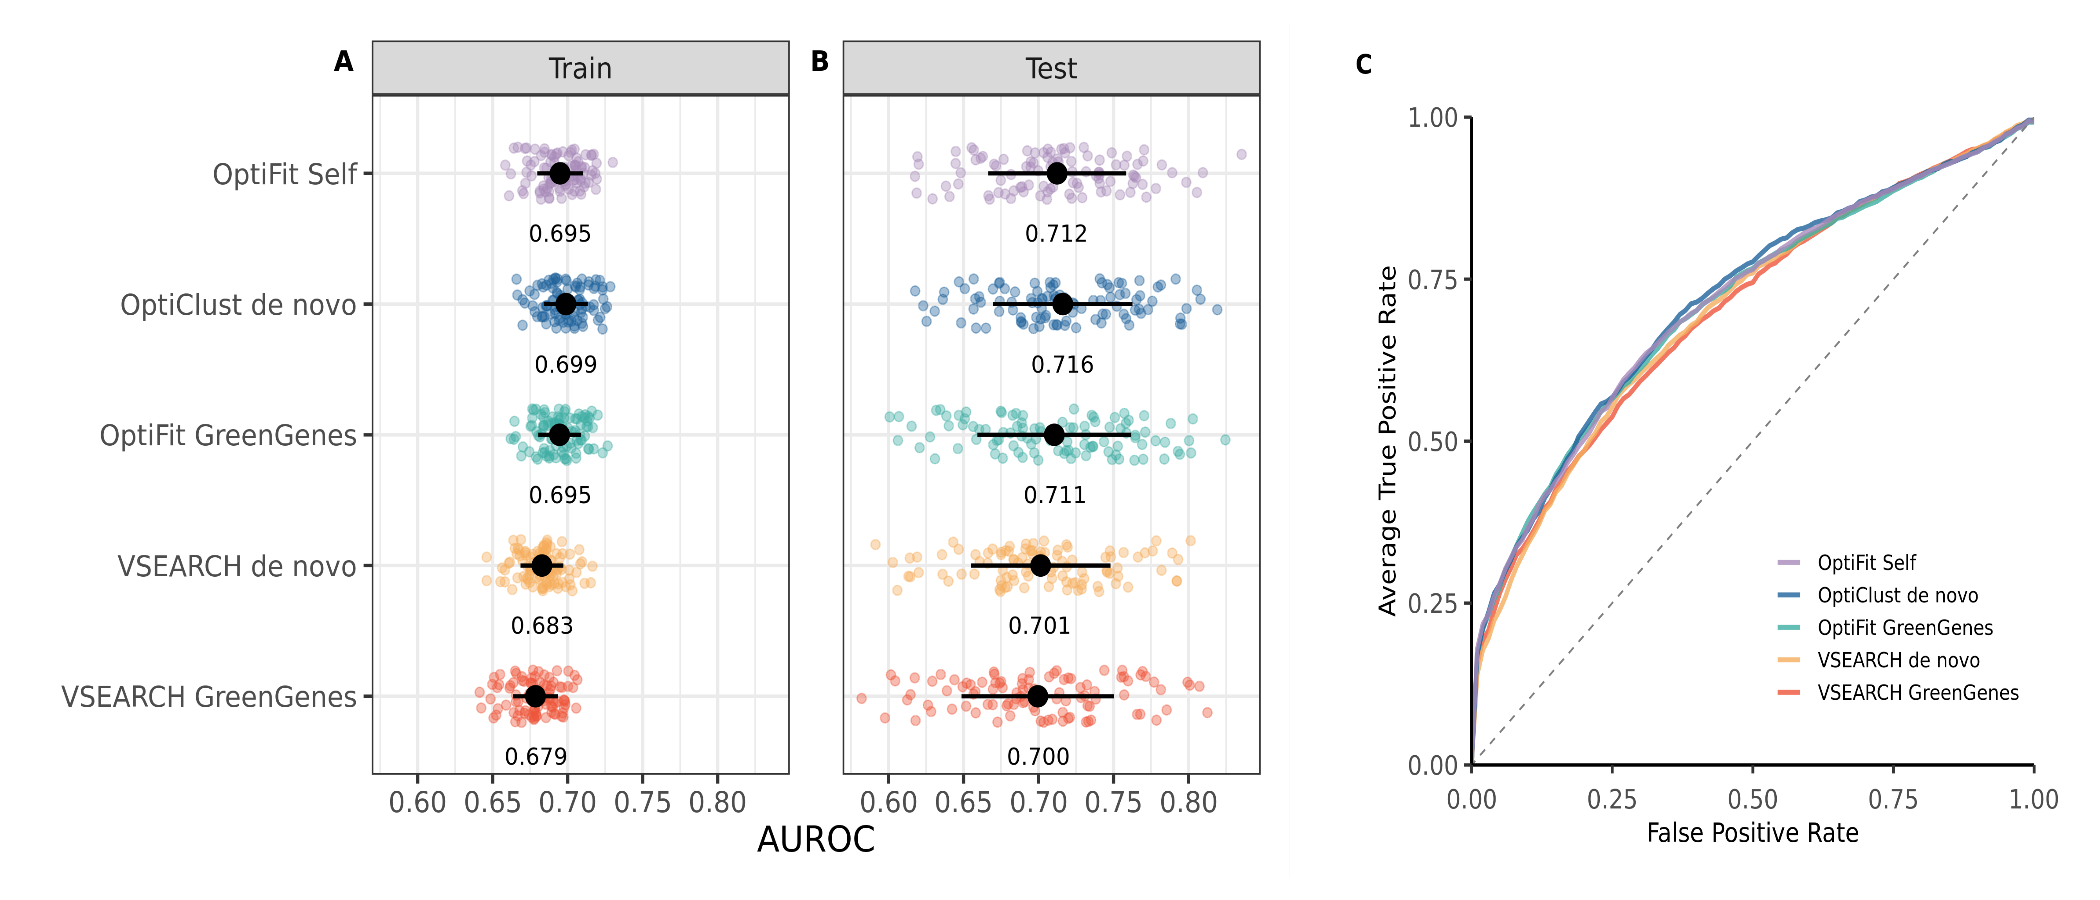 A
Train
B
Test
C
OptiFit Self
OptiClust de novo
OptiFit GreenGenes
VSEARCH de novo
VSEARCH GreenGenes
0.695
0.699
0.695
0.683
0.679
0.712
0.716
0.711
0.701
0.700
0.60 0.65 0.70 0.75 0.80
0.60 0.65 0.70 0.75 0.80
AUROC
Average True Positive Rate
1.00
0.75
0.50
0.25
0.00
OptiFit Self
OptiClust de novo
OptiFit GreenGenes
VSEARCH de novo
VSEARCH GreenGenes
0.00 0.25 0.50 0.75 1.00
False Positive Rate